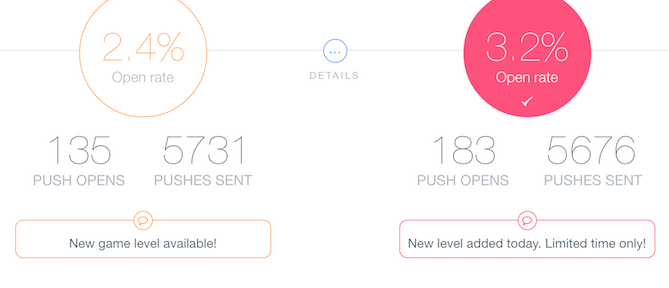 2.4%
Open rate
3.2%
Open rate
DETAILS
135
5731
PUSH OPENS
PUSHES SENT
183
5676
PUSH OPENS
PUSHES SENT
New game level available!
New level added today. Limited time only!